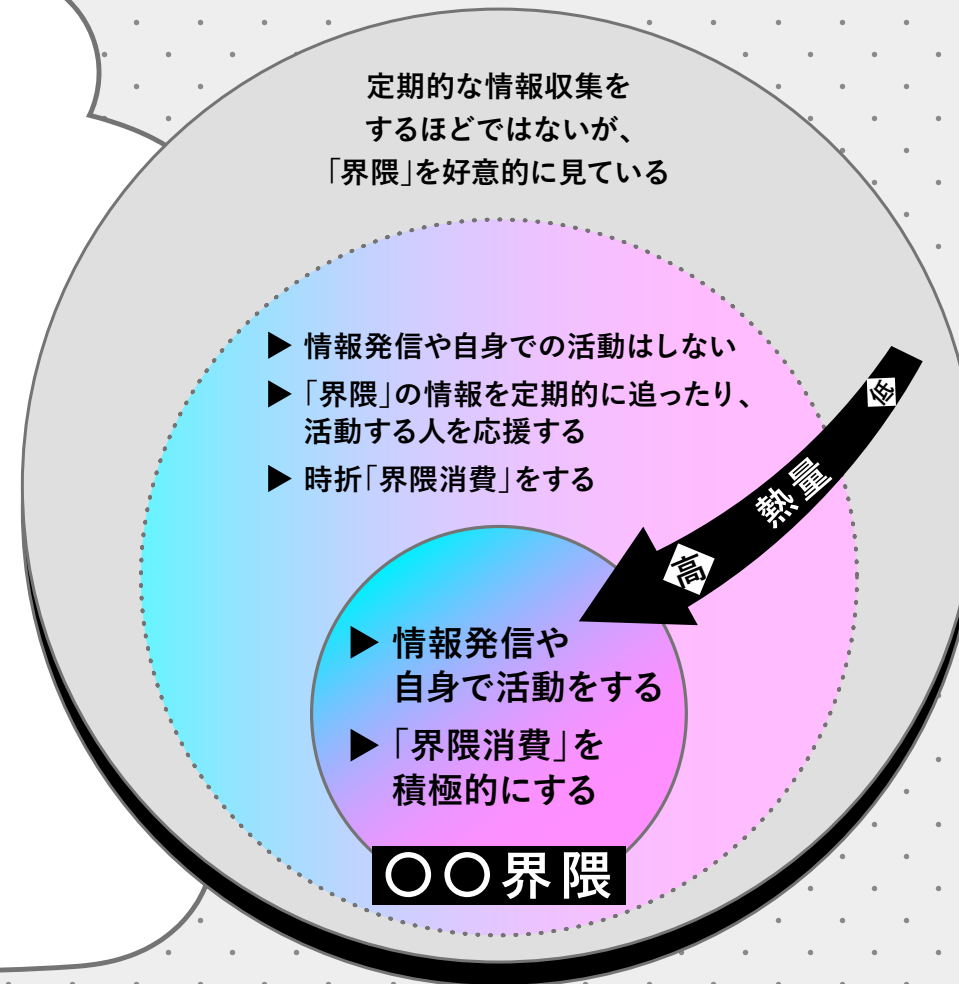 定期的な情報収集を
するほどではないが、
「界隈」を好意的に見ている
▶ 情報発信や自身での活動はしない
▶ 「界隈」の情報を定期的に追ったり、
活動する人を応援する
▶ 時折「界隈消費」をする
低
熱量
高
▶ 情報発信や
自身で活動をする
▶ 「界隈消費」を
積極的にする
〇〇界隈